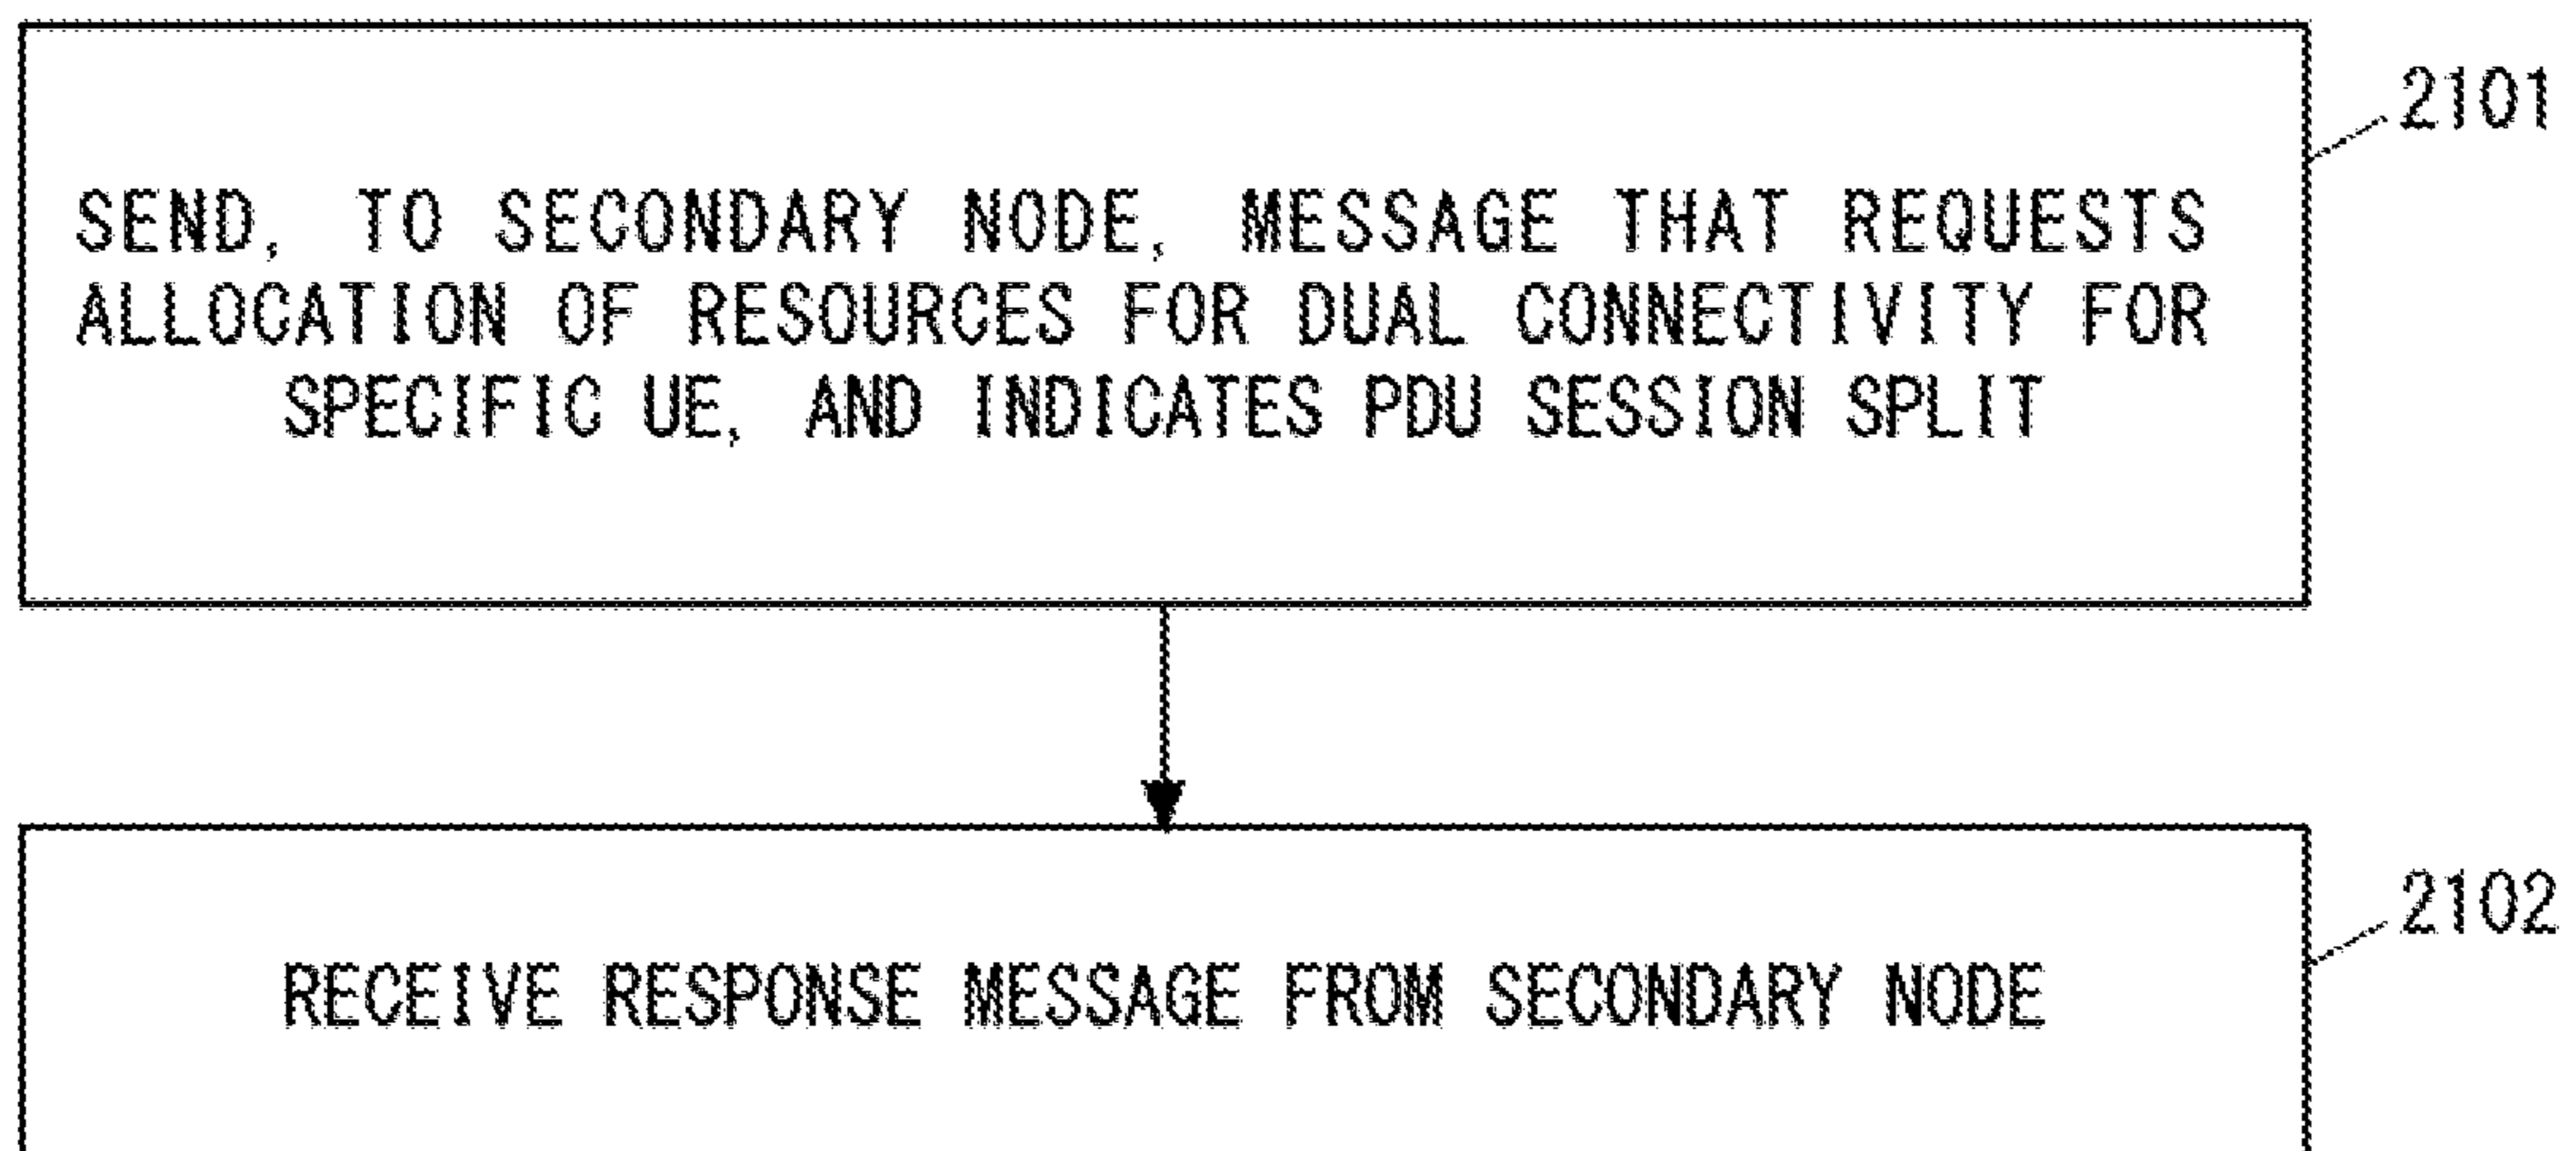 2101
SEND, TO SECONDARY NODE, MESSAGE THAT REQUESTS
ALLOCATION OF RESOURCES FOR DUAL CONNECTIVITY FOR
SPECIFIC UE, AND INDICATES PDU SESSION SPLIT
2102
RECEIVE RESPONSE MESSAGE FROM SECONDARY NODE